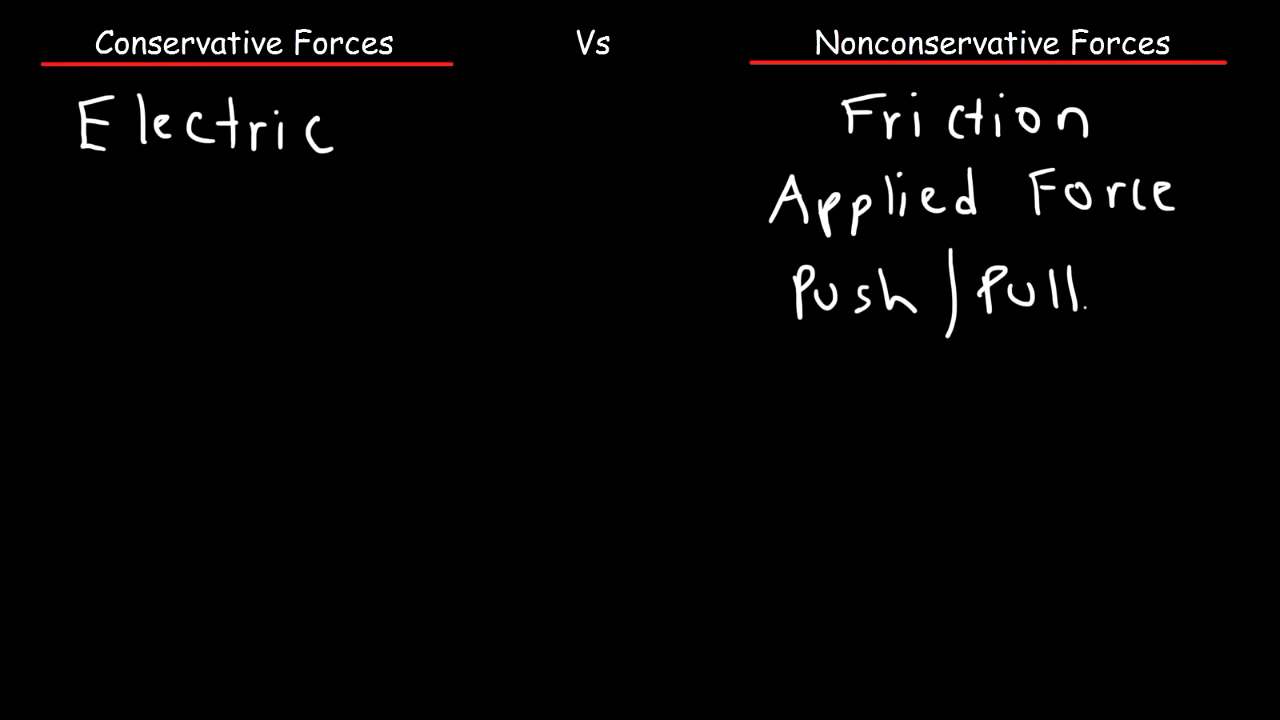 Conservative Forces Vs Nonconservative Forces
Electric
Friction
Applied Force
Push/Pull